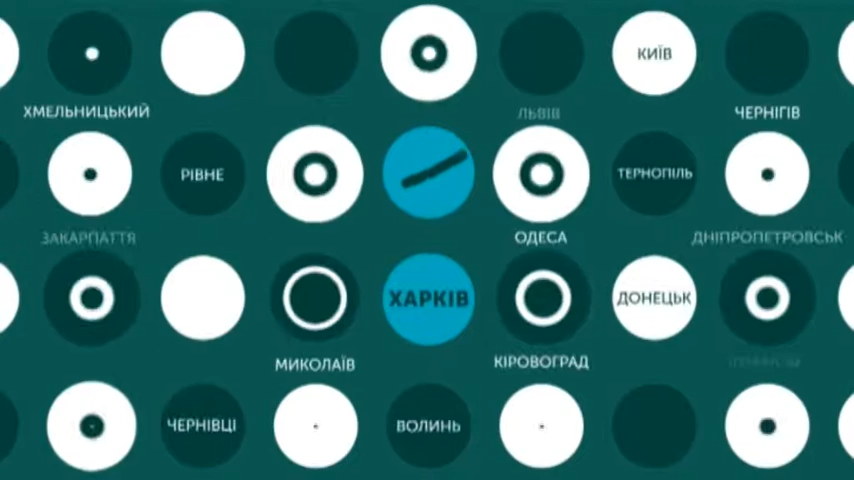 КИЇВ
ХМЕЛЬНИЦЬКИЙ
ЛЬВІВ
ЧЕРНІГІВ
РІВНЕ
ТЕРНОПІЛЬ
ЗАКАРПАТТЯ
ОДЕСА
ДНІПРОПЕТРОВСЬК
ХАРКІВ
ДОНЕЦЬК
МИКОЛАЇВ
КІРОВОГРАД
ЧЕРНІВЦІ
ВОЛИНЬ